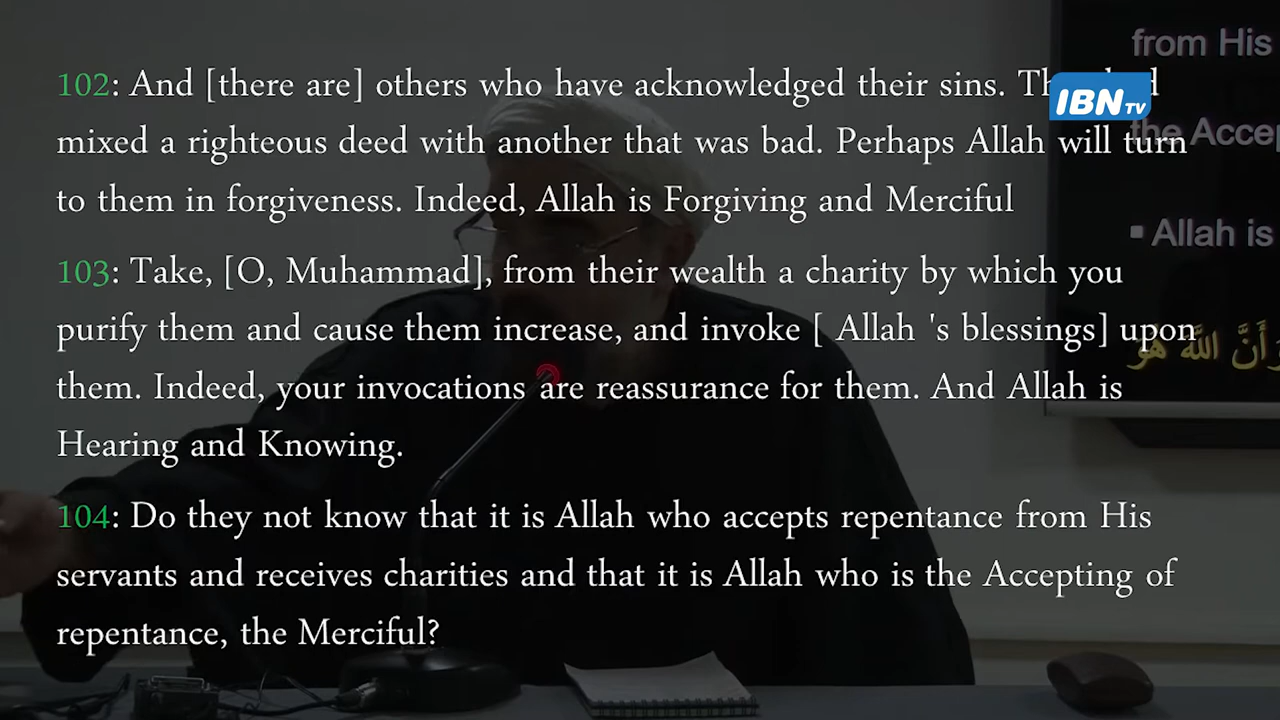 102: And [there are] others who have acknowledged their sins.
mixed a righteous deed with another that was bad. Perhaps Allah will turn
to them in forgiveness. Indeed, Allah is Forgiving and Merciful
103: Take, [O, Muhammad], from their wealth a charity by which you
purify them and cause them increase, and invoke [ Allah 's blessings] upon
them. Indeed, your invocations are reassurance for them. And Allah is
Hearing and Knowing.
104: Do they not know that it is Allah who accepts repentance from His
servants and receives charities and that it is Allah who is the Accepting of
repentance, the Merciful?
IBN TV
from His
the
▪ Allah is
أَنَّ اللَّهَ هُوَ